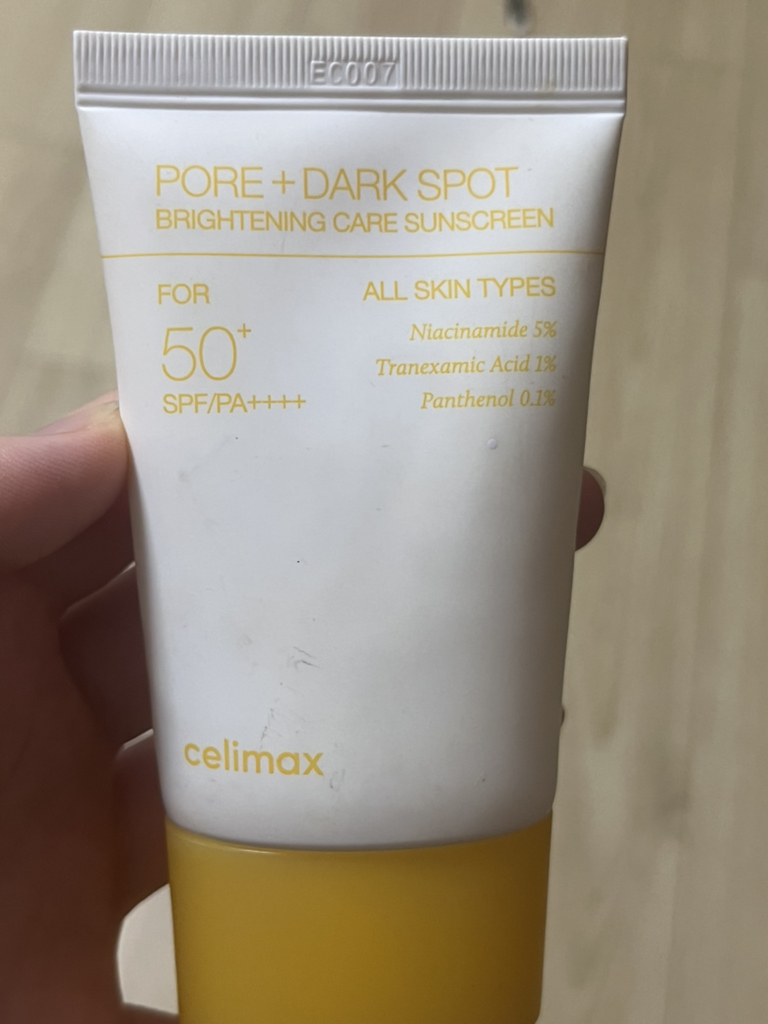 EC007
PORE + DARK SPOT
BRIGHTENING CARE SUNSCREEN
FOR
ALL SKIN TYPES
50+
SPF/PA++++
Niacinamide 5%
Tranexamic Acid 1%
Panthenol 0.1%
celimax